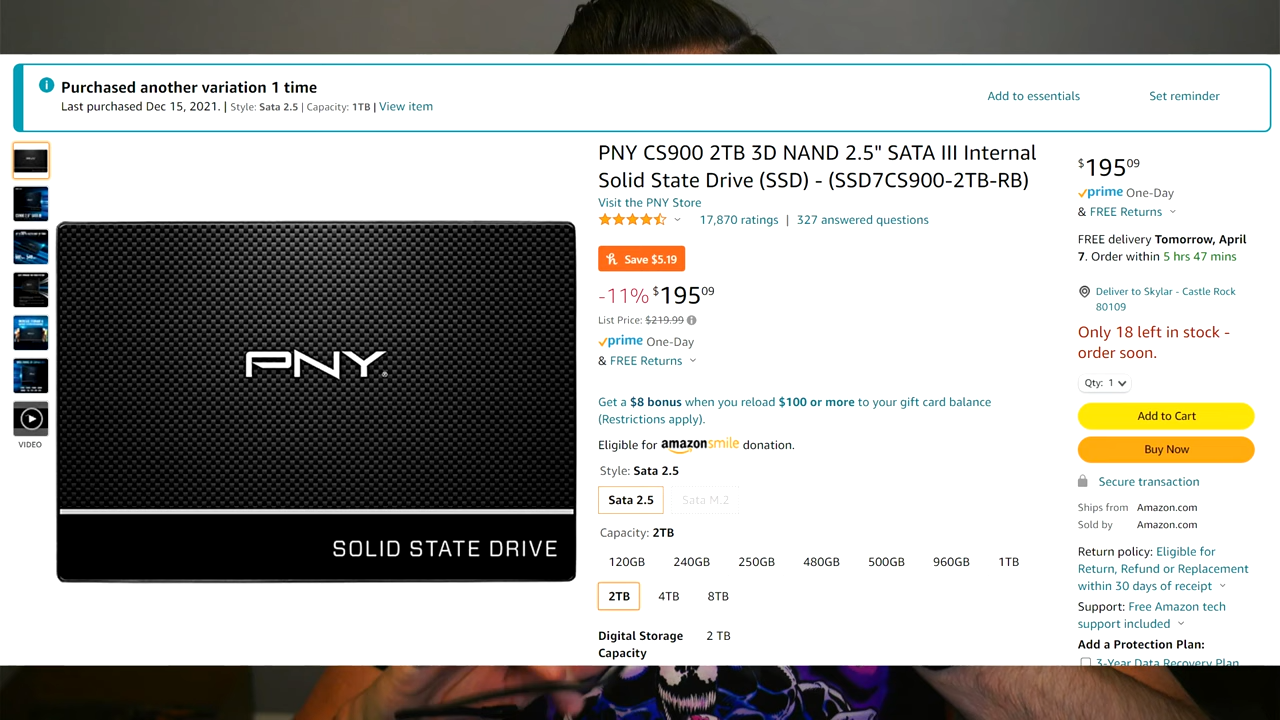 Purchased another variation 1 time
Last purchased Dec 15, 2021. | Style: Sata 2.5 | Capacity: 1TB | View item
Add to essentials
Set reminder
VIDEO
PNY
SOLID STATE DRIVE
PNY CS900 2TB 3D NAND 2.5" SATA III Internal
Solid State Drive (SSD) - (SSD7CS900-2TB-RB)
Visit the PNY Store
17,870 ratings | 327 answered questions
Save $5.19
-11% $195.09
List Price: $219.99
prime One-Day
& FREE Returns
Get a $8 bonus when you reload $100 or more to your gift card balance
(Restrictions apply).
Eligible for amazonsmile donation.
Style: Sata 2.5
Sata 2.5 Sata M.2
Capacity: 2TB
120GB 240GB 250GB 480GB 500GB 960GB 1TB
2TB 4TB 8TB
Digital Storage 2 TB
Capacity
$195.09
prime One-Day
& FREE Returns
FREE delivery Tomorrow, April
7. Order within 5 hrs 47 mins
Deliver to Skylar - Castle Rock
80109
Only 18 left in stock -
order soon.
Qty: 1
Add to Cart
Buy Now
Secure transaction
Ships from Amazon.com
Sold by Amazon.com
Return policy: Eligible for
Return, Refund or Replacement
within 30 days of receipt
Support: Free Amazon tech
support included
Add a Protection Plan:
3-Year Data Recovery Plan